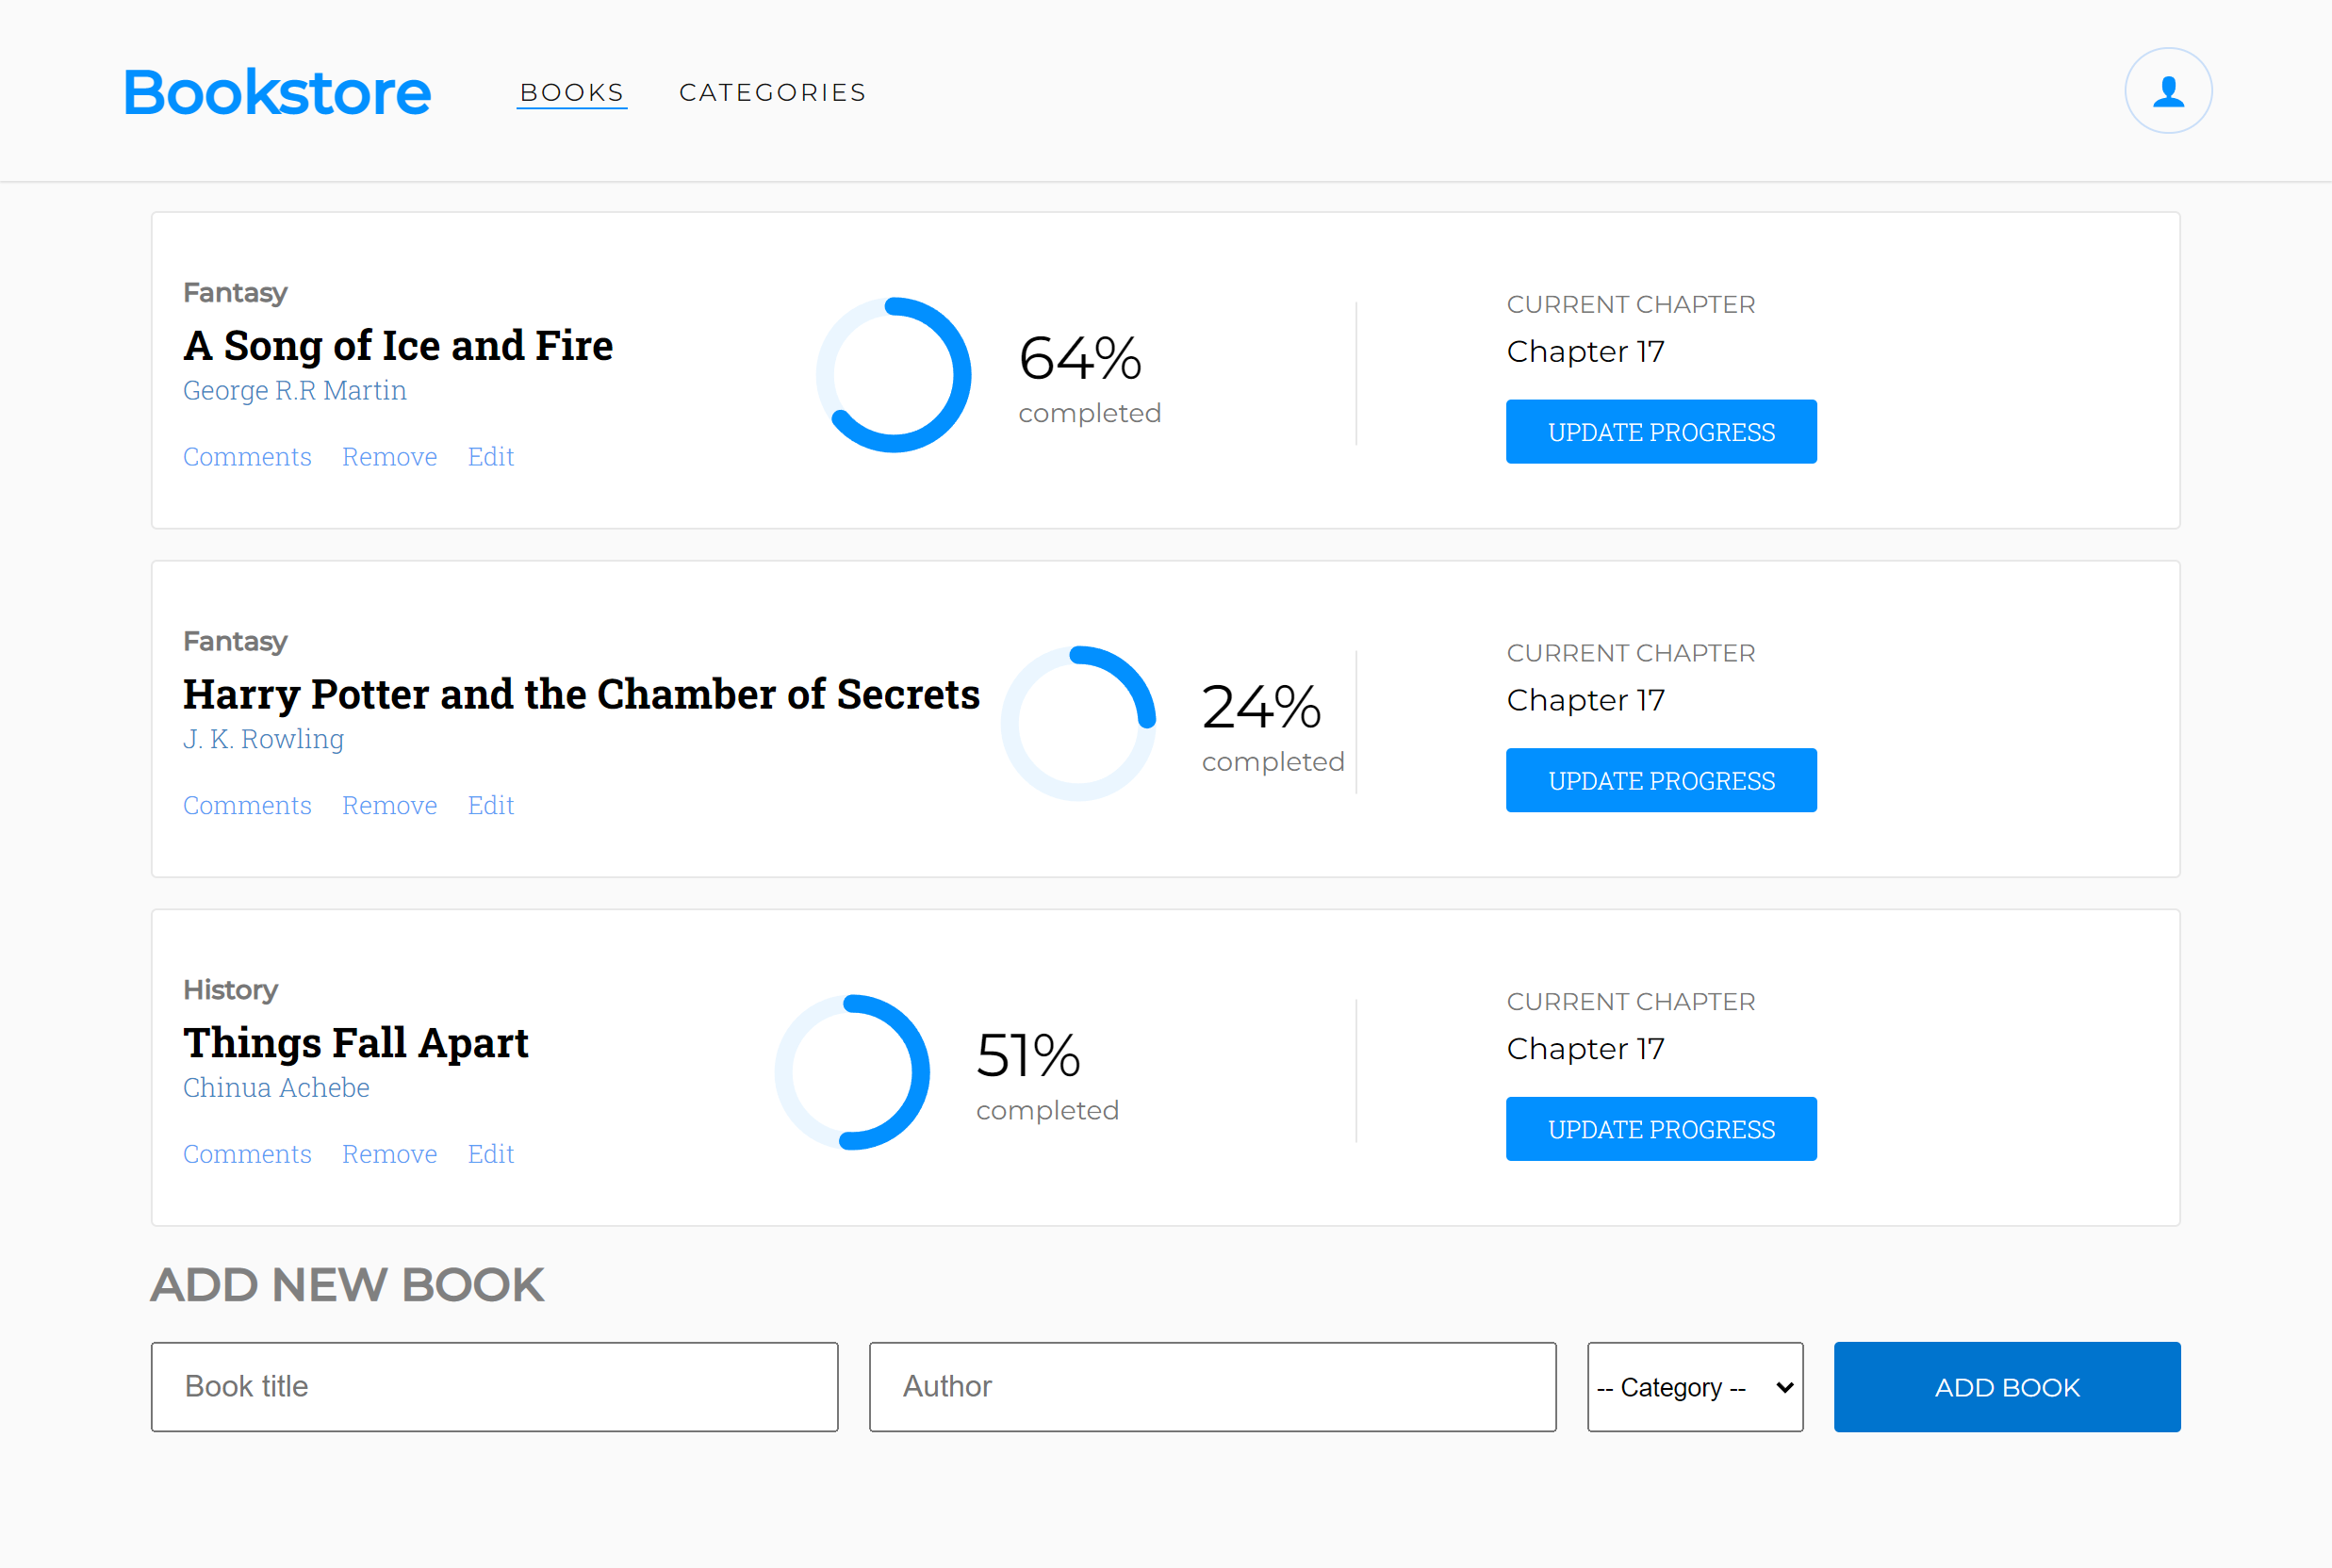 Bookstore
BOOKS
CATEGORIES
Fantasy
A Song of Ice and Fire
George R.R Martin
Comments
Remove
Edit
64%
completed
CURRENT CHAPTER
Chapter 17
UPDATE PROGRESS
Fantasy
Harry Potter and the Chamber of Secrets
J. K. Rowling
Comments
Remove
Edit
24%
completed
CURRENT CHAPTER
Chapter 17
UPDATE PROGRESS
History
Things Fall Apart
Chinua Achebe
Comments
Remove
Edit
51%
completed
CURRENT CHAPTER
Chapter 17
UPDATE PROGRESS
ADD NEW BOOK
Book title
Author
-- Category --
ADD BOOK